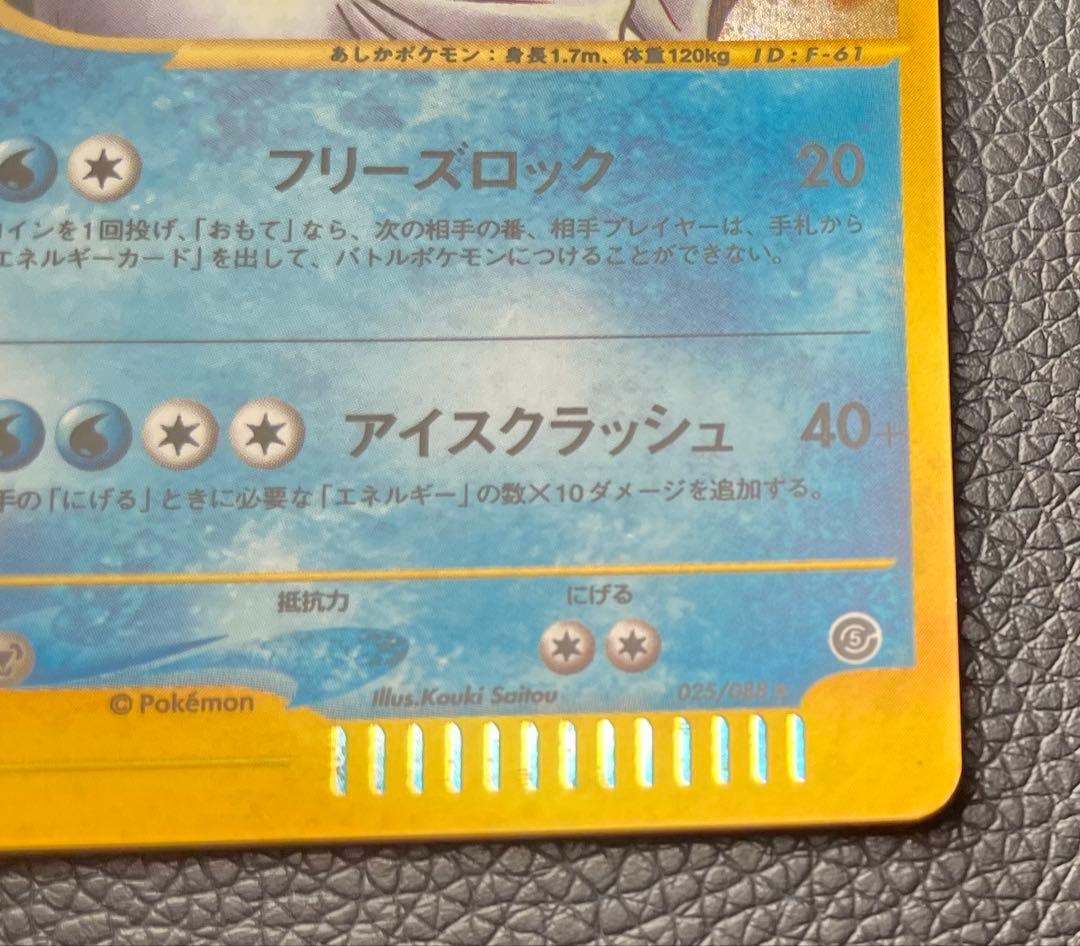 あしかポケモン：身長1.7m、体重120kg ID:F-61
フリーズロック 20
インを1回投げ、「おもて」なら、次の相手の番、相手プレイヤーは、手札から
エネルギーカード」を出して、バトルポケモンにつけることができない。
アイスクラッシュ 40+
手の「にげる」ときに必要な「エネルギー」の数×10ダメージを追加する。
抵抗力 にげる
5
©Pokémon Illus.Kouki Saitou 025/088★